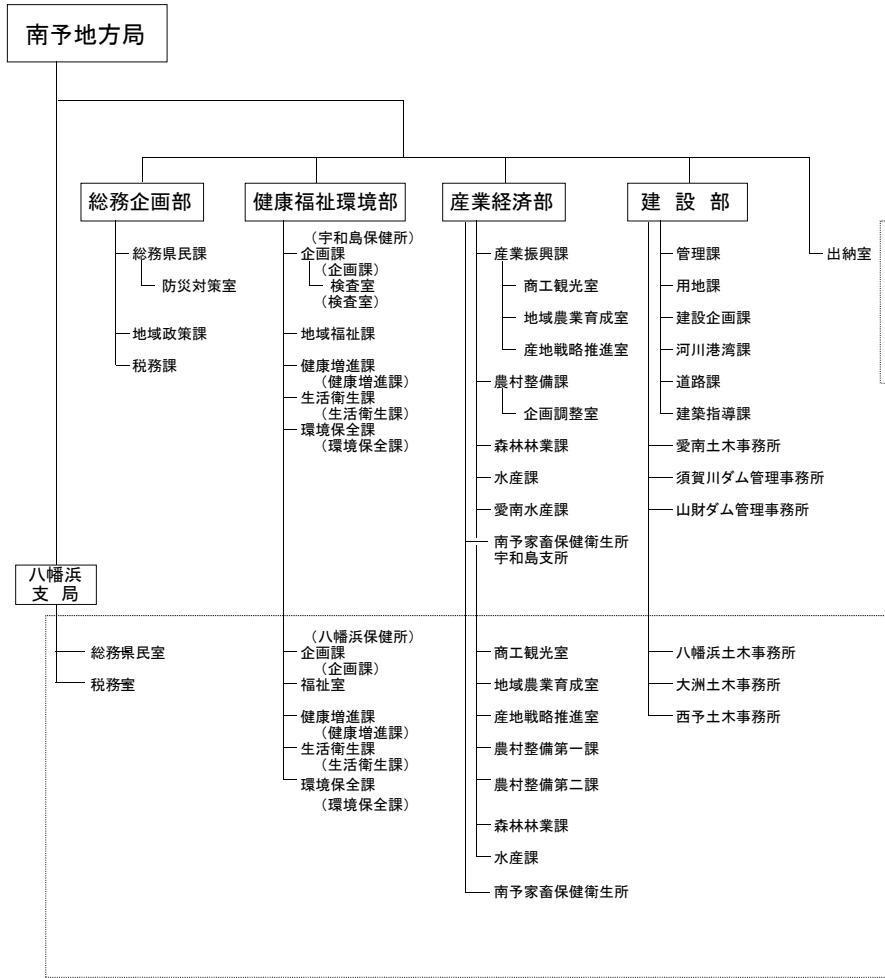 南予地方局
総務企画部
総務県民課
防災対策室
地域政策課
税務課
健康福祉環境部
（宇和島保健所）
企画課
（企画課）
検査室
（検査室）
地域福祉課
健康増進課
（健康増進課）
生活衛生課
（生活衛生課）
環境保全課
（環境保全課）
産業経済部
産業振興課
商工観光室
地域農業育成室
産地戦略推進室
農村整備課
企画調整室
森林林業課
水産課
愛南水産課
南予家畜保健衛生所
宇和島支所
建 設 部
管理課
用地課
建設企画課
河川港湾課
道路課
建築指導課
愛南土木事務所
須賀川ダム管理事務所
山財ダム管理事務所
出納室
八幡浜
支 局
総務県民室
税務室
（八幡浜保健所）
企画課
（企画課）
福祉室
健康増進課
（健康増進課）
生活衛生課
（生活衛生課）
環境保全課
（環境保全課）
商工観光室
地域農業育成室
産地戦略推進室
農村整備第一課
農村整備第二課
森林林業課
水産課
南予家畜保健衛生所
八幡浜土木事務所
大洲土木事務所
西予土木事務所